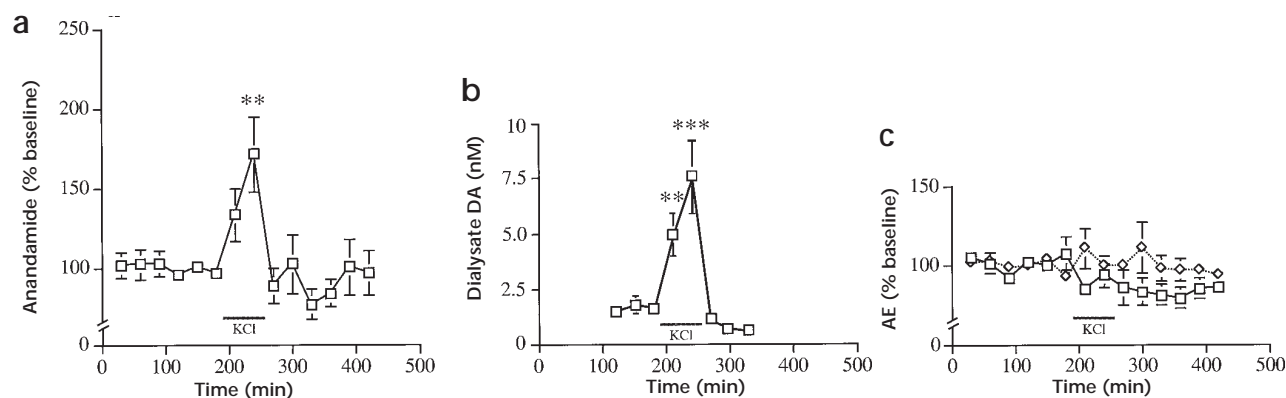 a
250
200
150
100
0
Anandamide (% baseline)
**
KCl
0 100 200 300 400 500
Time (min)
b
10
7.5
5.0
2.5
0
Dialysate DA (nM)
**
***
KCl
0 100 200 300 400
Time (min)
c
150
100
0
AE (% baseline)
KCl
0 100 200 300 400 500
Time (min)